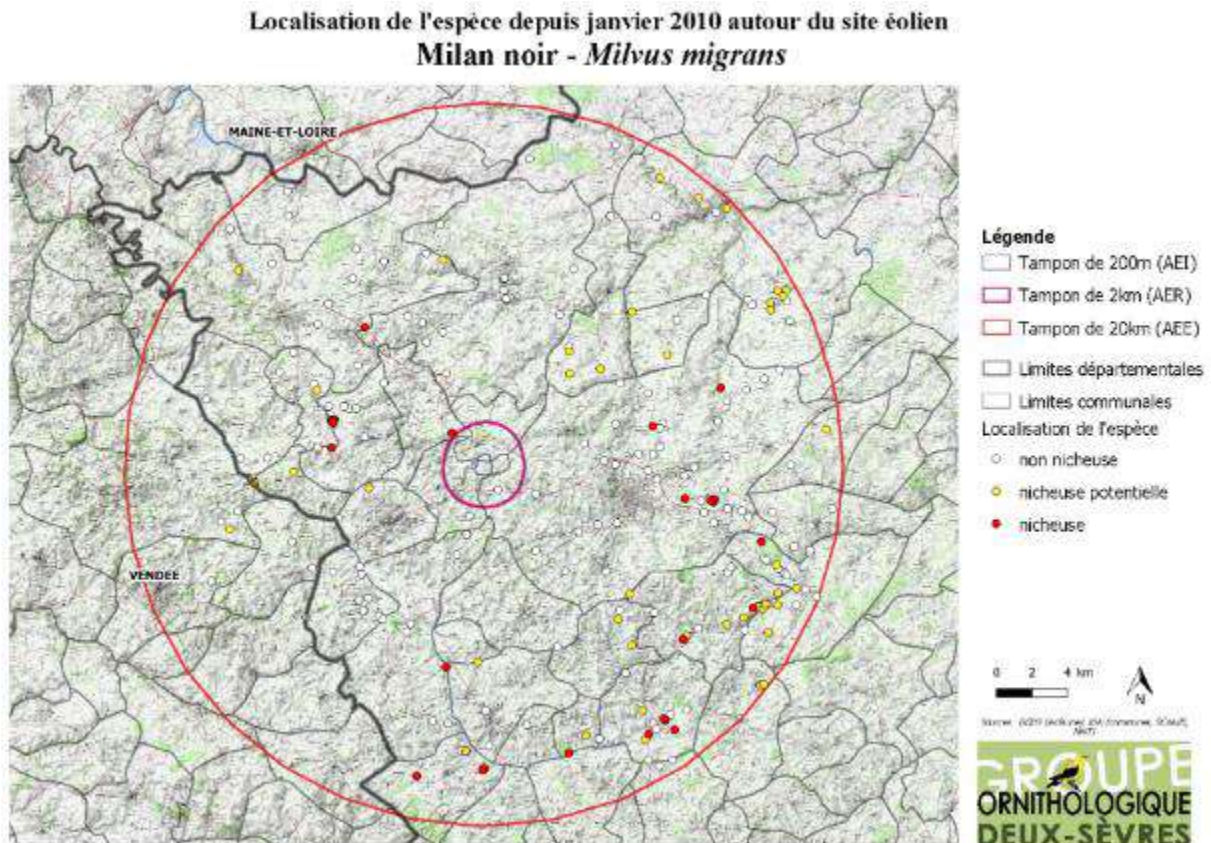 Localisation de l'espèce depuis janvier 2010 autour du site éolien
Milan noir - Milvus migrans
MAINE-ET-LOIRE
VENDEE
Légende
Tampon de 200m (AEI)
Tampon de 2km (AER)
Tampon de 20km (AEE)
Limites départementales
Limites communales
Localisation de l'espèce
non nicheuse
nicheuse potentielle
nicheuse
0 2 4 km
N
GROUPE
ORNITHOLOGIQUE
DEUX-SÈVRES